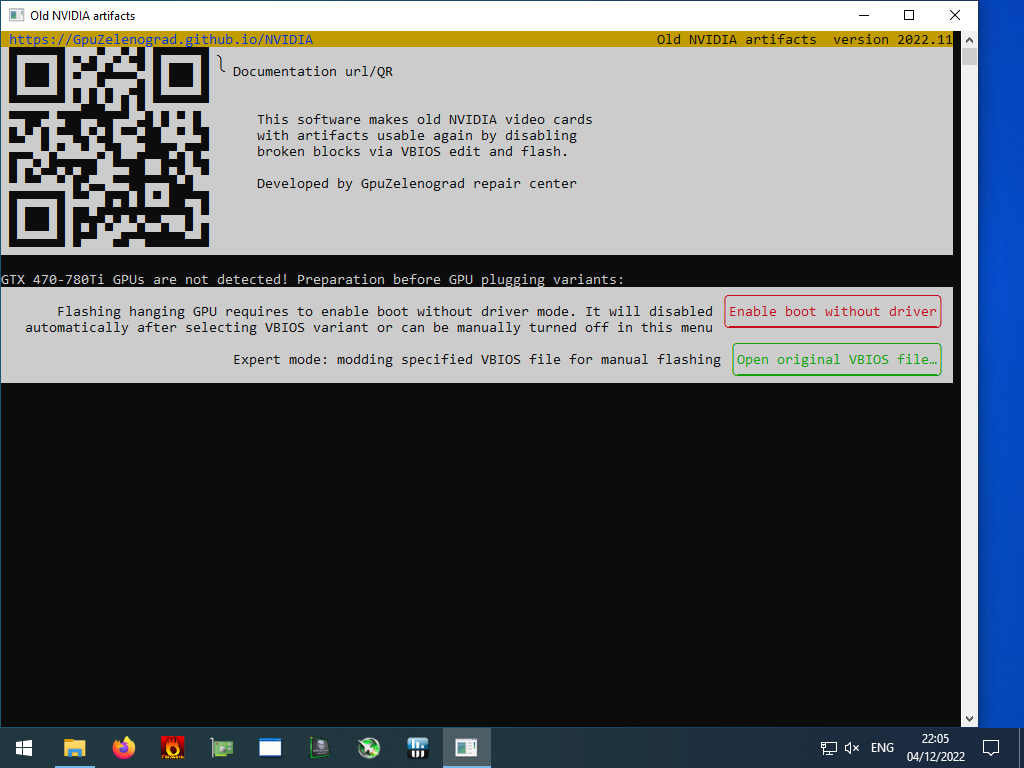 Old NVIDIA artifacts
https://GpuZelenograd.github.io/NVIDIA Old NVIDIA artifacts version 2022.11
Documentation url/QR
This software makes old NVIDIA video cards
with artifacts usable again by disabling
broken blocks via VBIOS edit and flash.
Developed by GpuZelenograd repair center
GTX 470-780Ti GPUs are not detected! Preparation before GPU plugging variants:
Flashing hanging GPU requires to enable boot without driver mode. It will disabled
automatically after selecting VBIOS variant or can be manually turned off in this menu
Enable boot without driver
Expert mode: modding specified VBIOS file for manual flashing
Open original VBIOS file…
ENG
22:05
04/12/2022